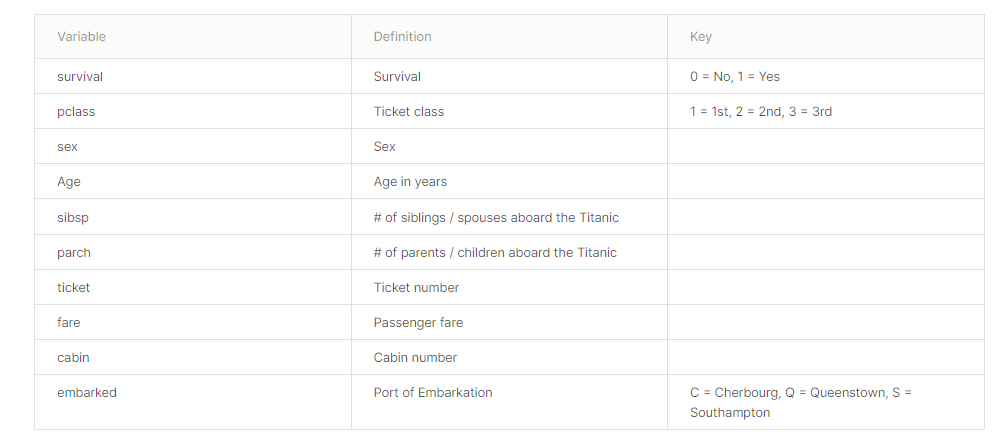 Variable Definition Key
survival Survival 0 = No, 1 = Yes
pclass Ticket class 1 = 1st, 2 = 2nd, 3 = 3rd
sex Sex
Age Age in years
sibsp # of siblings / spouses aboard the Titanic
parch # of parents / children aboard the Titanic
ticket Ticket number
fare Passenger fare
cabin Cabin number
embarked Port of Embarkation C = Cherbourg, Q = Queenstown, S =
Southampton